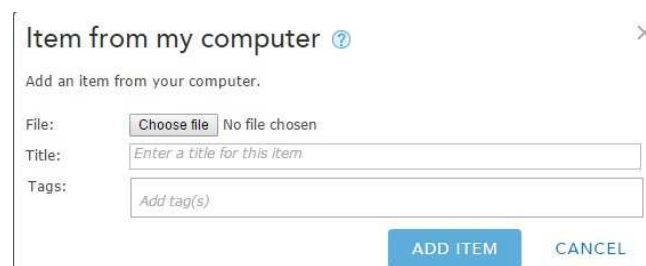 Item from my computer ?
Add an item from your computer.
File: Choose file No file chosen
Title: Enter a title for this item
Tags: Add tag(s)
ADD ITEM CANCEL